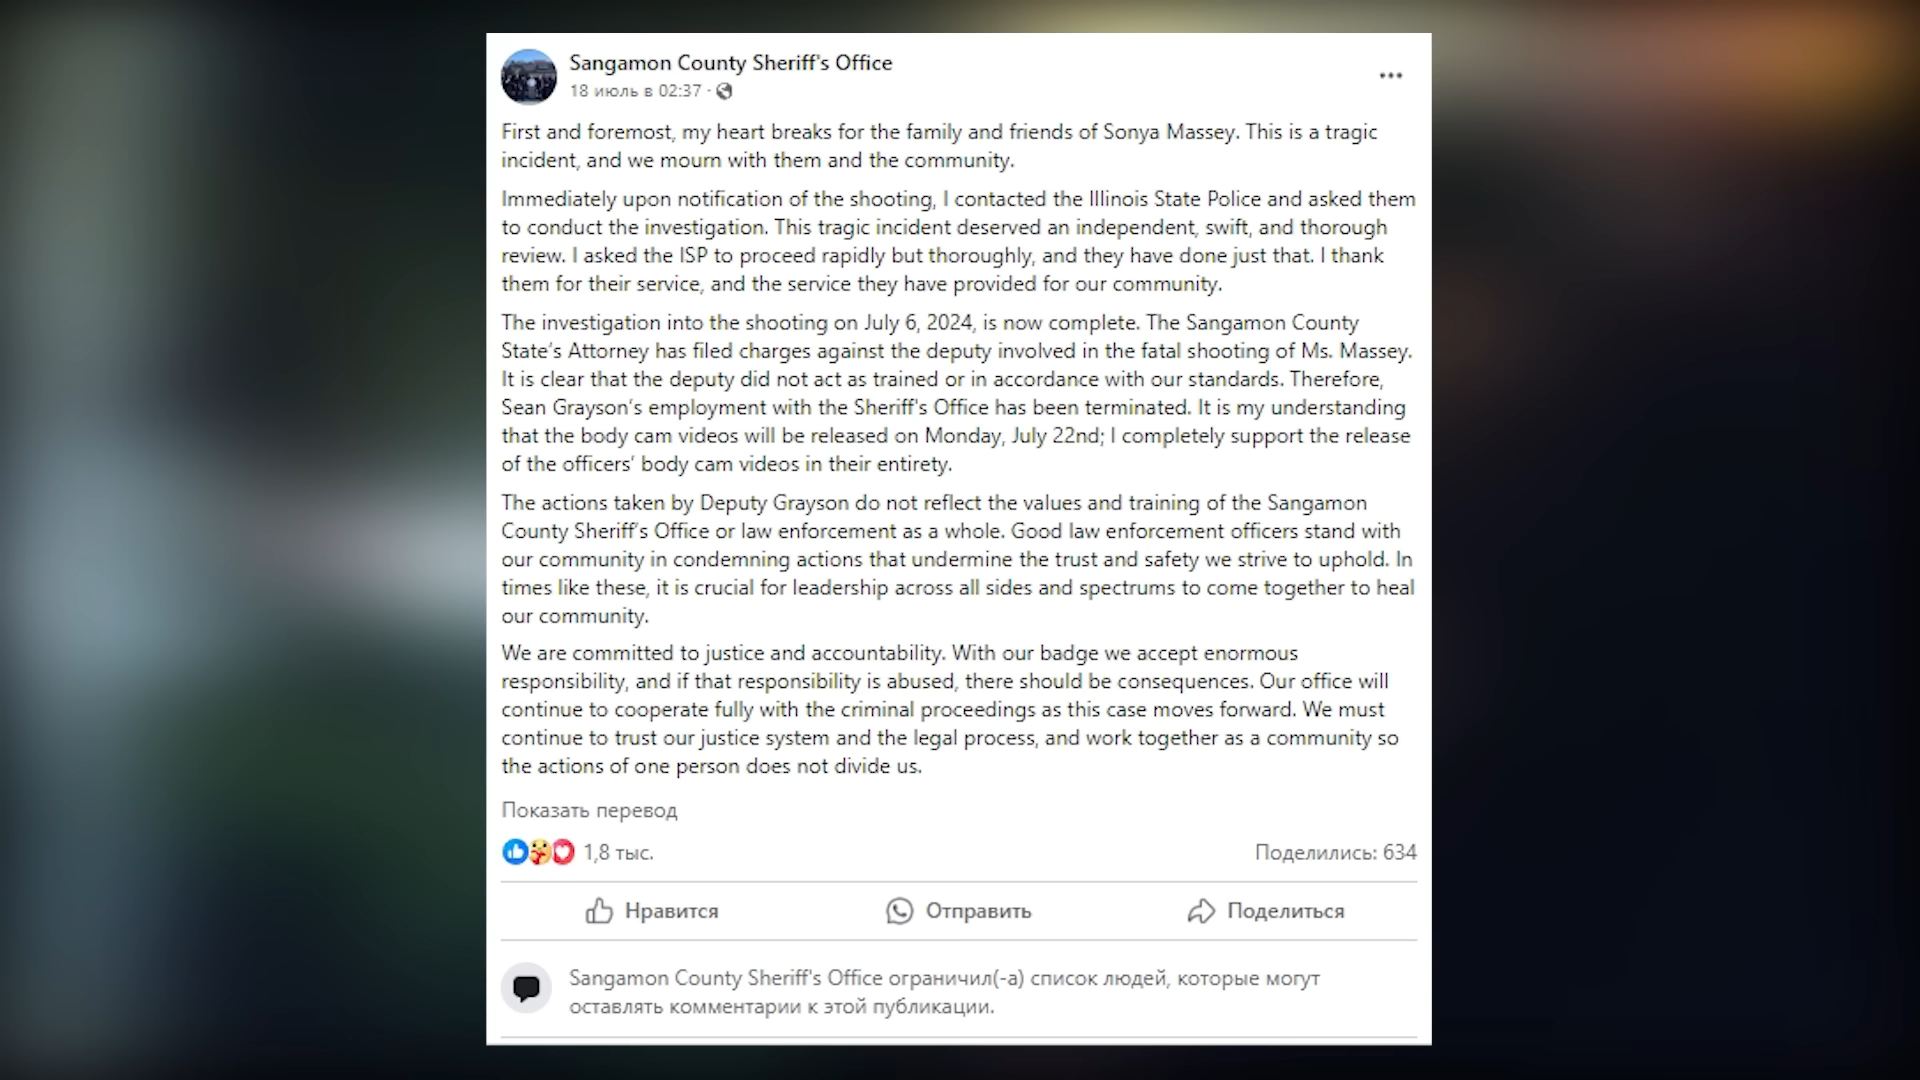 Sangamon County Sheriff's Office
18 июль в 02:37 ·
First and foremost, my heart breaks for the family and friends of Sonya Massey. This is a tragic
incident, and we mourn with them and the community.
Immediately upon notification of the shooting, I contacted the Illinois State Police and asked them
to conduct the investigation. This tragic incident deserved an independent, swift, and thorough
review. I asked the ISP to proceed rapidly but thoroughly, and they have done just that. I thank
them for their service, and the service they have provided for our community.
The investigation into the shooting on July 6, 2024, is now complete. The Sangamon County
State’s Attorney has filed charges against the deputy involved in the fatal shooting of Ms. Massey.
It is clear that the deputy did not act as trained or in accordance with our standards. Therefore,
Sean Grayson’s employment with the Sheriff's Office has been terminated. It is my understanding
that the body cam videos will be released on Monday, July 22nd; I completely support the release
of the officers’ body cam videos in their entirety.
The actions taken by Deputy Grayson do not reflect the values and training of the Sangamon
County Sheriff’s Office or law enforcement as a whole. Good law enforcement officers stand with
our community in condemning actions that undermine the trust and safety we strive to uphold. In
times like these, it is crucial for leadership across all sides and spectrums to come together to heal
our community.
We are committed to justice and accountability. With our badge we accept enormous
responsibility, and if that responsibility is abused, there should be consequences. Our office will
continue to cooperate fully with the criminal proceedings as this case moves forward. We must
continue to trust our justice system and the legal process, and work together as a community so
the actions of one person does not divide us.
Показать перевод
1,8 тыс. Поделились: 634
Нравится Отправить Поделиться
Sangamon County Sheriff's Office ограничил(-а) список людей, которые могут
оставлять комментарии к этой публикации.